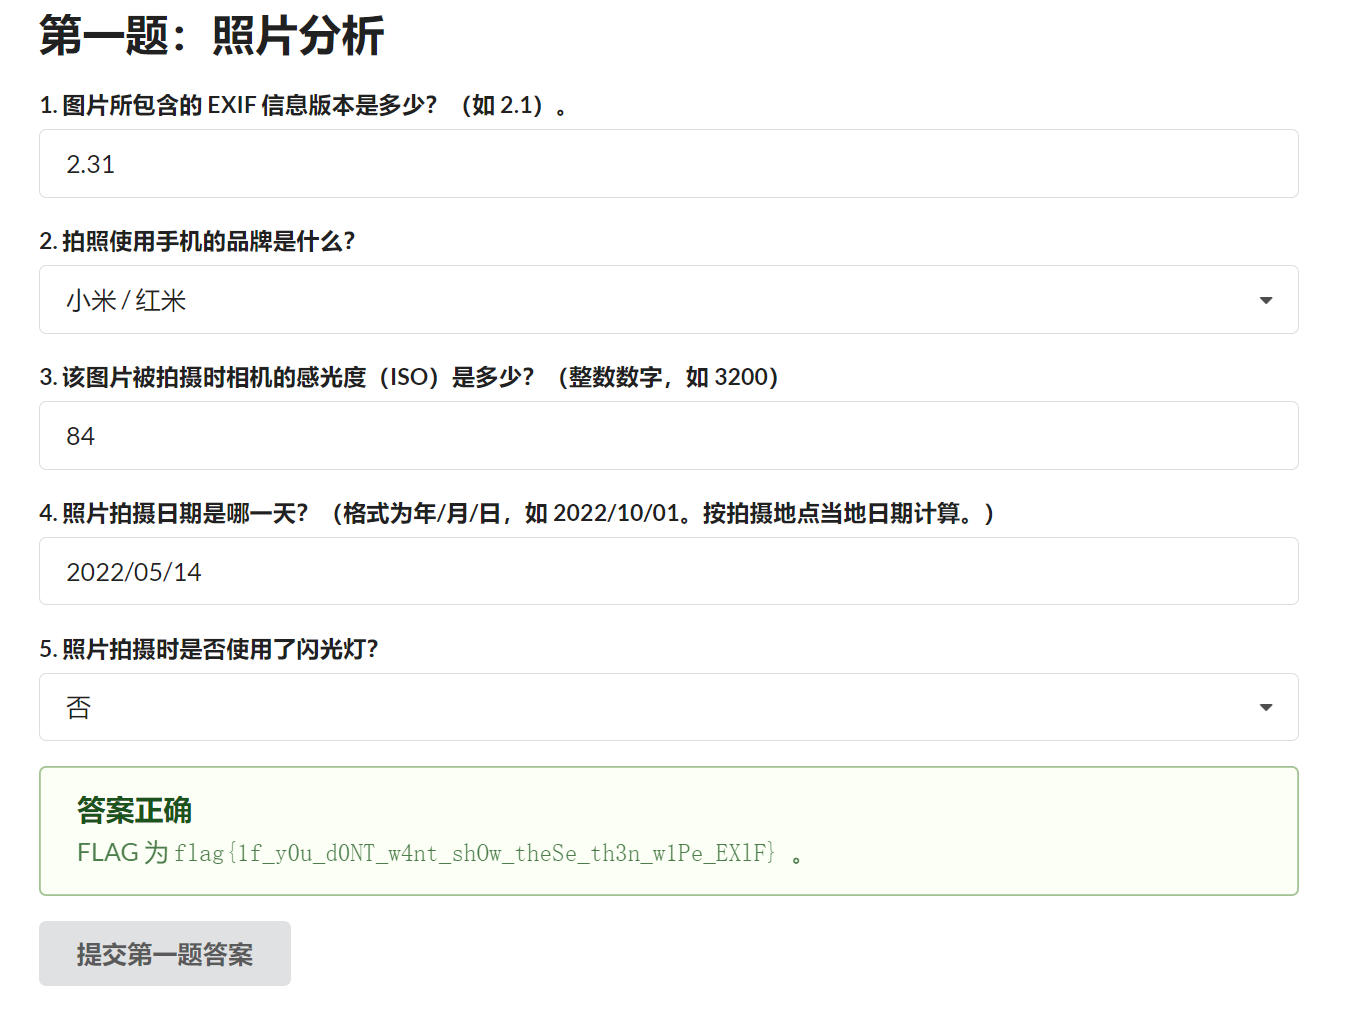 第一题：照片分析
1. 图片所包含的 EXIF 信息版本是多少？（如 2.1）。
2.31
2. 拍照使用手机的品牌是什么？
小米 / 红米
3. 该图片被拍摄时相机的感光度（ISO）是多少？（整数数字，如 3200）
84
4. 照片拍摄日期是哪一天？（格式为年/月/日，如 2022/10/01。按拍摄地点当地日期计算。）
2022/05/14
5. 照片拍摄时是否使用了闪光灯？
否
答案正确
FLAG 为 flag{1f_y0u_d0NT_w4nt_shOw_theSe_th3n_w1Pe_EX1F} 。
提交第一题答案